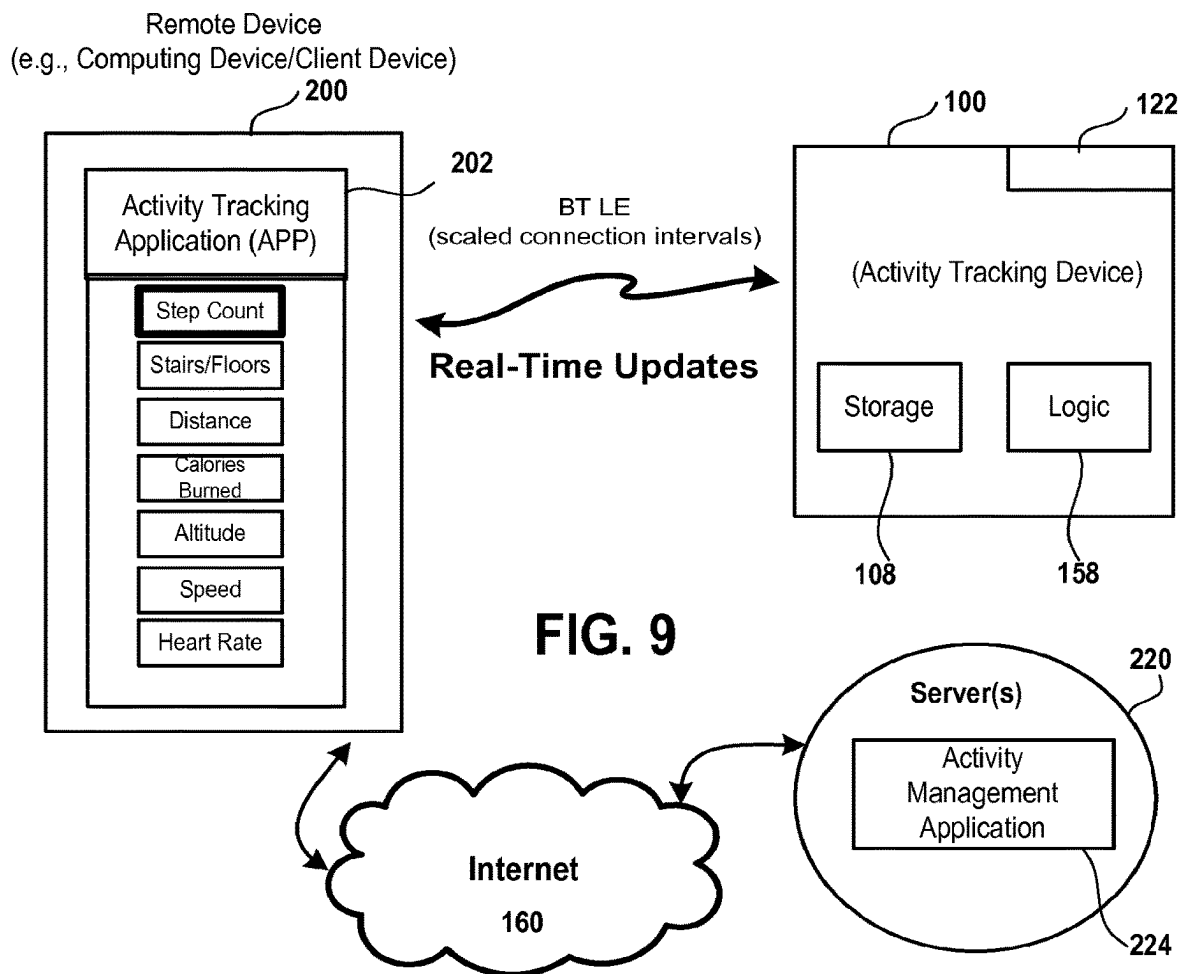 Remote Device
(e.g., Computing Device/Client Device)
200
202
Activity Tracking
Application (APP)
Step Count
Stairs/Floors
Distance
Calories
Burned
Altitude
Speed
Heart Rate
BT LE
(scaled connection intervals)
Real-Time Updates
100
122
(Activity Tracking Device)
Storage
Logic
108
158
FIG. 9
220
Server(s)
Activity
Management
Application
224
Internet
160